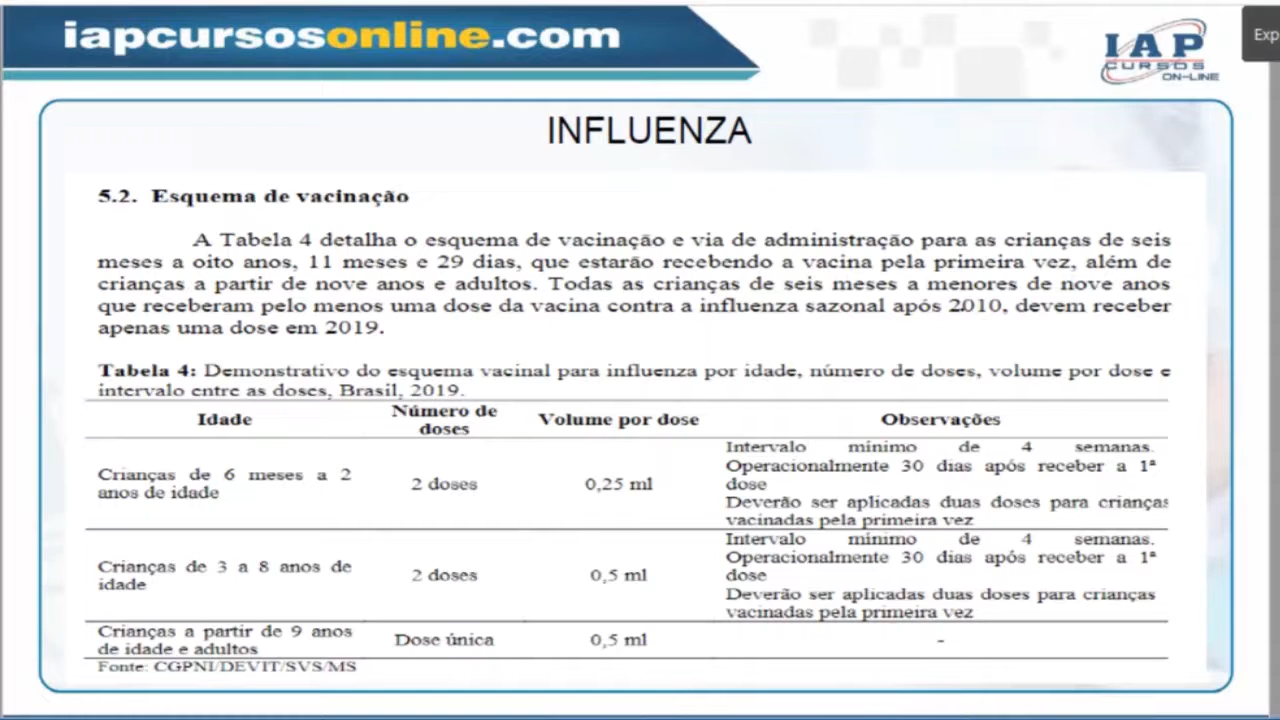 iapcursosonline.com
IAP
CURSOS
ON-LINE
Exp
INFLUENZA
5.2. Esquema de vacinação
A Tabela 4 detalha o esquema de vacinação e via de administração para as crianças de seis
meses a oito anos, 11 meses e 29 dias, que estarão recebendo a vacina pela primeira vez, além de
crianças a partir de nove anos e adultos. Todas as crianças de seis meses a menores de nove anos
que receberam pelo menos uma dose da vacina contra a influenza sazonal após 2010, devem receber
apenas uma dose em 2019.
Tabela 4: Demonstrativo do esquema vacinal para influenza por idade, número de doses, volume por dose e
intervalo entre as doses, Brasil, 2019.
Idade Número de doses Volume por dose Observações
Crianças de 6 meses a 2
anos de idade
2 doses
0,25 ml
Intervalo mínimo de 4 semanas.
Operacionalmente 30 dias após receber a 1ª
dose
Deverão ser aplicadas duas doses para crianças
vacinadas pela primeira vez
Crianças de 3 a 8 anos de
idade
2 doses
0,5 ml
Intervalo mínimo de 4 semanas.
Operacionalmente 30 dias após receber a 1ª
dose
Deverão ser aplicadas duas doses para crianças
vacinadas pela primeira vez
Crianças a partir de 9 anos
de idade e adultos
Dose única
0,5 ml
-
Fonte: CGPNI/DEVIT/SVS/MS